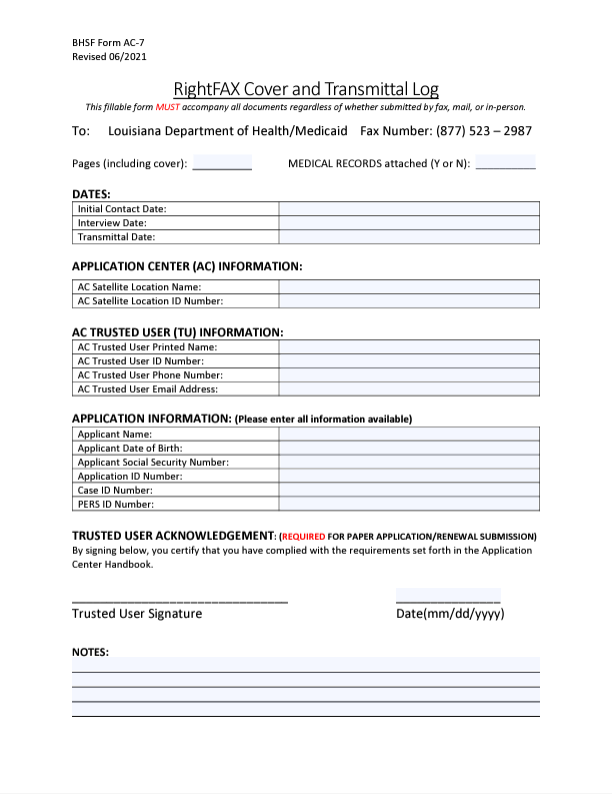 BHSF Form AC-7
Revised 06/2021
RightFAX Cover and Transmittal Log
This fillable form MUST accompany all documents regardless of whether submitted by fax, mail, or in-person.
To: Louisiana Department of Health/Medicaid Fax Number: (877) 523 – 2987
Pages (including cover): ___________ MEDICAL RECORDS attached (Y or N): ___________
DATES:
Initial Contact Date:
Interview Date:
Transmittal Date:
APPLICATION CENTER (AC) INFORMATION:
AC Satellite Location Name:
AC Satellite Location ID Number:
AC TRUSTED USER (TU) INFORMATION:
AC Trusted User Printed Name:
AC Trusted User ID Number:
AC Trusted User Phone Number:
AC Trusted User Email Address:
APPLICATION INFORMATION: (Please enter all information available)
Applicant Name:
Applicant Date of Birth:
Applicant Social Security Number:
Application ID Number:
Case ID Number:
PERS ID Number:
TRUSTED USER ACKNOWLEDGEMENT: (REQUIRED FOR PAPER APPLICATION/RENEWAL SUBMISSION)
By signing below, you certify that you have complied with the requirements set forth in the Application
Center Handbook.
Trusted User Signature Date(mm/dd/yyyy)
NOTES: